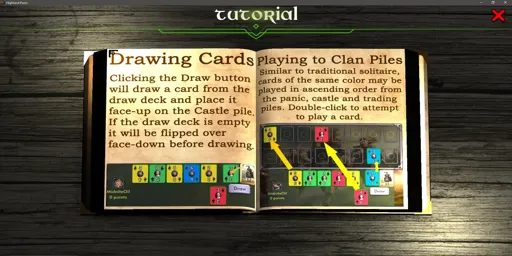 TUTORIAL
Drawing Cards
Clicking the Draw button
will draw a card from the
draw deck and place it
face-up on the Castle pile.
If the draw deck is empty
it will be flipped over
face-down before drawing.
Draw
Playing to Clan Piles
Similar to traditional solitaire,
cards of the same color may be
played in ascending order from
the panic, castle and trading
piles. Double-click to attempt
to play a card.
Draw